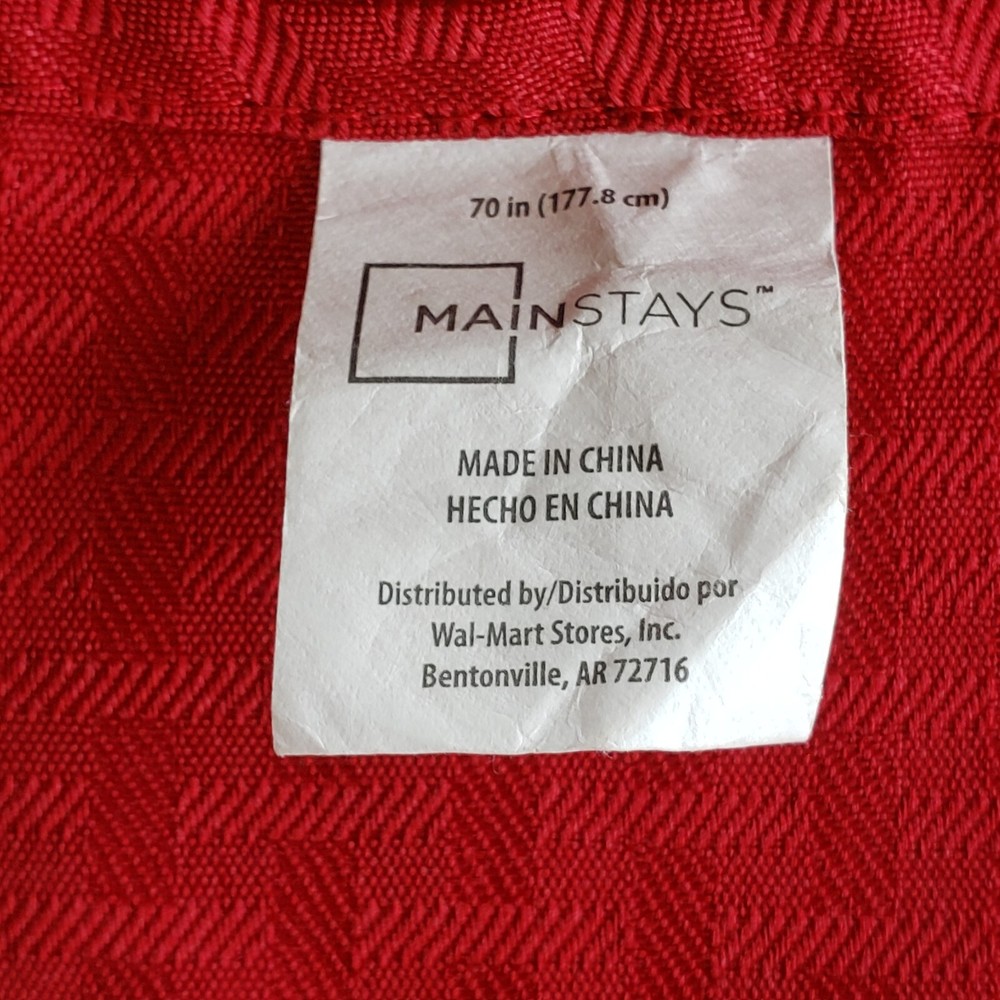 70 in (177.8 cm)
MAINSTAYS™
MADE IN CHINA
HECHO EN CHINA
Distributed by/Distribuido por
Wal-Mart Stores, Inc.
Bentonville, AR 72716